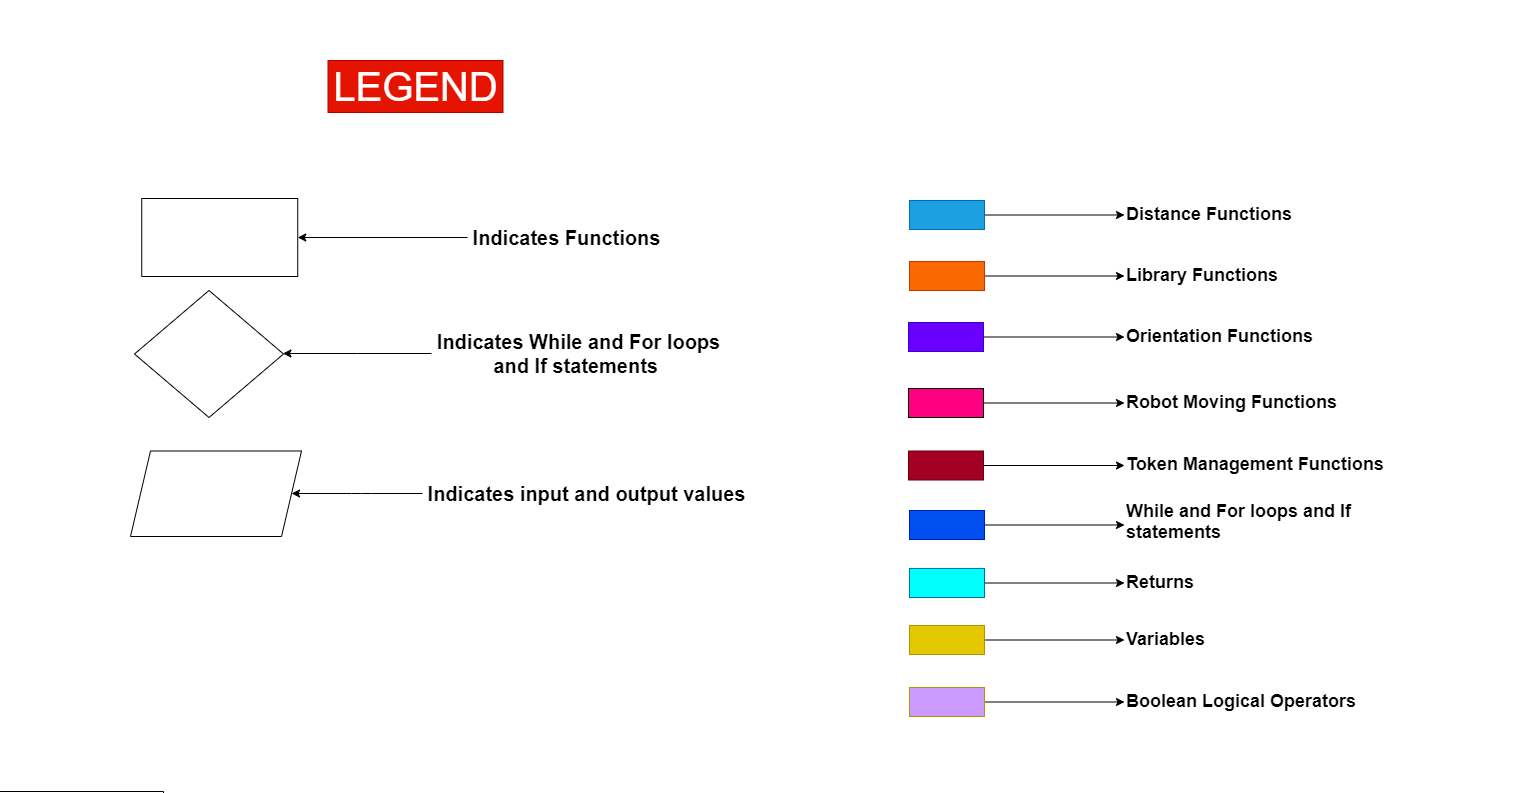 LEGEND
Indicates Functions
Indicates While and For loops
and If statements
Indicates input and output values
Distance Functions
Library Functions
Orientation Functions
Robot Moving Functions
Token Management Functions
While and For loops and If
statements
Returns
Variables
Boolean Logical Operators